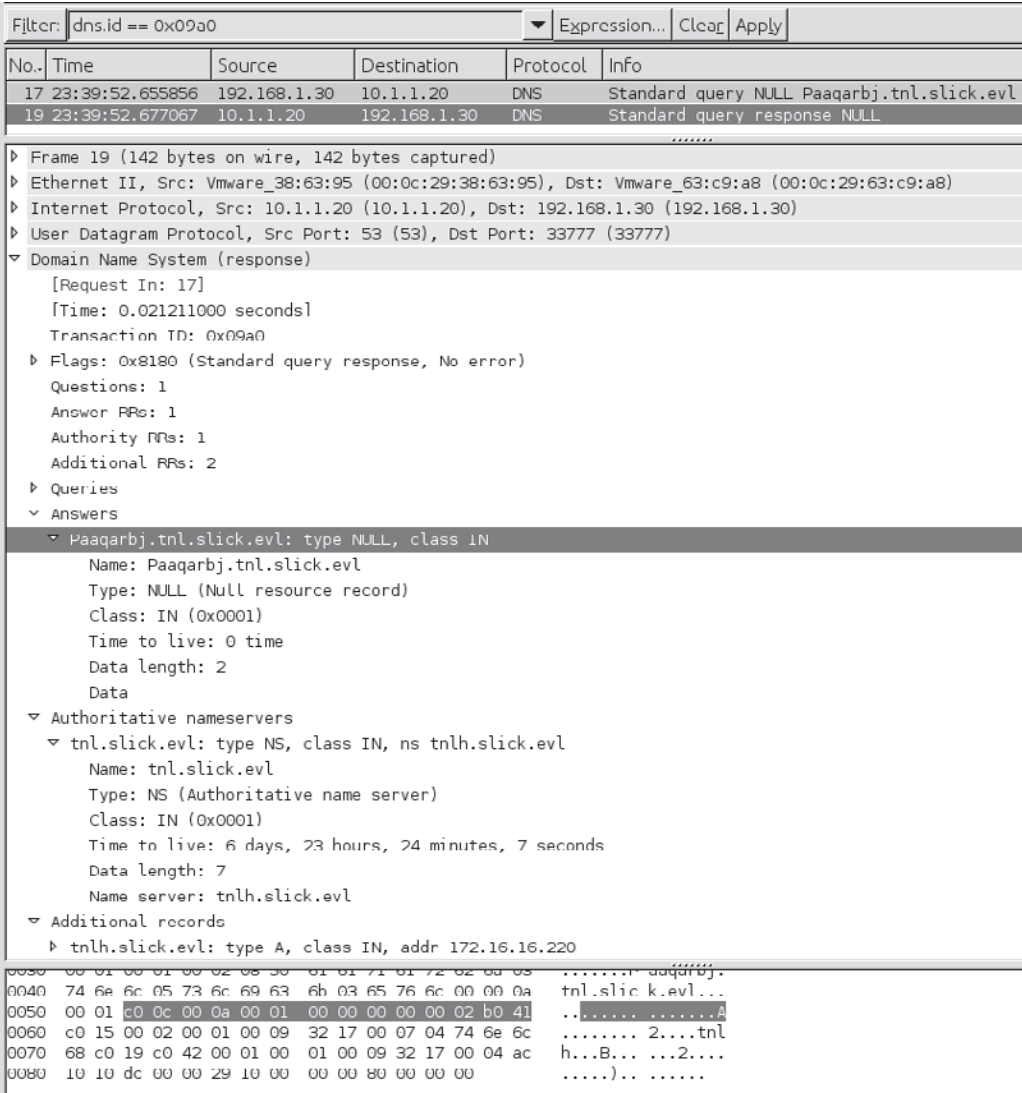 Filter: dns.id == 0x09a0 Expression... Clear Apply
No.. Time Source Destination Protocol Info
17 23:39:52.655856 192.168.1.30 10.1.1.20 DNS Standard query NULL Paaqarbj.tnl.slick.evl
19 23:39:52.677067 10.1.1.20 192.168.1.30 DNS Standard query response NULL
Frame 19 (142 bytes on wire, 142 bytes captured)
Ethernet II, Src: Vmware_38:63:95 (00:0c:29:38:63:95), Dst: Vmware_63:c9:a8 (00:0c:29:63:c9:a8)
Internet Protocol, Src: 10.1.1.20 (10.1.1.20), Dst: 192.168.1.30 (192.168.1.30)
User Datagram Protocol, Src Port: 53 (53), Dst Port: 33777 (33777)
Domain Name System (response)
[Request In: 17]
[Time: 0.021211000 seconds]
Transaction ID: 0x09a0
Flags: 0x8180 (Standard query response, No error)
Questions: 1
Answer RRs: 1
Authority RRs: 1
Additional RRs: 2
Queries
Answers
Paaqarbj.tnl.slick.evl: type NULL, class IN
Name: Paaqarbj.tnl.slick.evl
Type: NULL (Null resource record)
Class: IN (0x0001)
Time to live: 0 time
Data length: 2
Data
Authoritative nameservers
tnl.slick.evl: type NS, class IN, ns tnlh.slick.evl
Name: tnl.slick.evl
Type: NS (Authoritative name server)
Class: IN (0x0001)
Time to live: 6 days, 23 hours, 24 minutes, 7 seconds
Data length: 7
Name server: tnlh.slick.evl
Additional records
tnlh.slick.evl: type A, class IN, addr 172.16.16.220
0040 74 6e 6c 05 73 6c 69 63 6b 03 65 76 6c 00 00 0a tnl.slic k.evl...
0050 00 01 c0 0c 00 0a 00 01 00 00 00 00 00 02 b0 41 ........ .......A
0060 c0 15 00 02 00 01 00 09 32 17 00 07 04 74 6e 6c ........ 2....tnl
0070 68 c0 19 c0 42 00 01 00 01 00 09 32 17 00 04 ac h...B... ...2....
0080 10 10 dc 00 00 29 10 00 00 00 80 00 00 00 .....).. ......